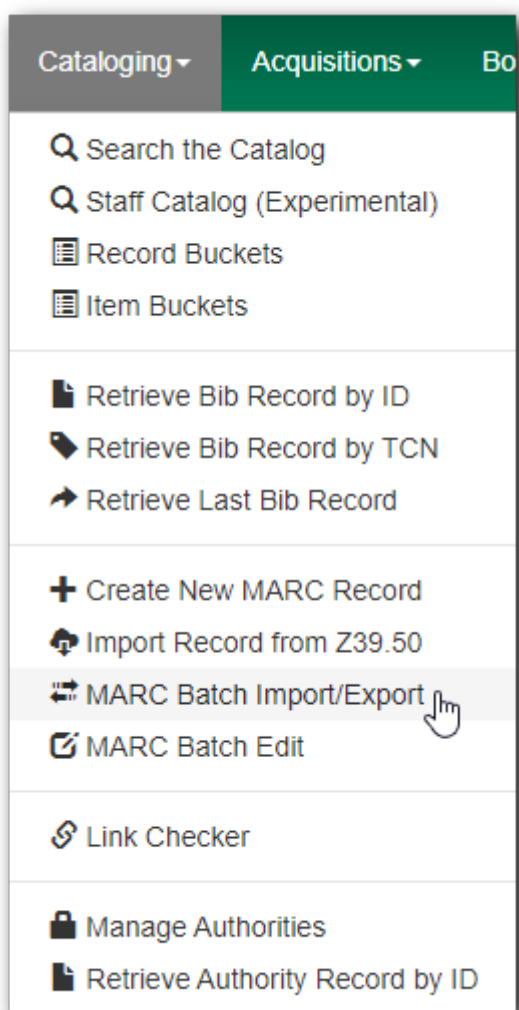 Cataloging Acquisitions Bo
Search the Catalog
Staff Catalog (Experimental)
Record Buckets
Item Buckets
Retrieve Bib Record by ID
Retrieve Bib Record by TCN
Retrieve Last Bib Record
Create New MARC Record
Import Record from Z39.50
MARC Batch Import/Export
MARC Batch Edit
Link Checker
Manage Authorities
Retrieve Authority Record by ID